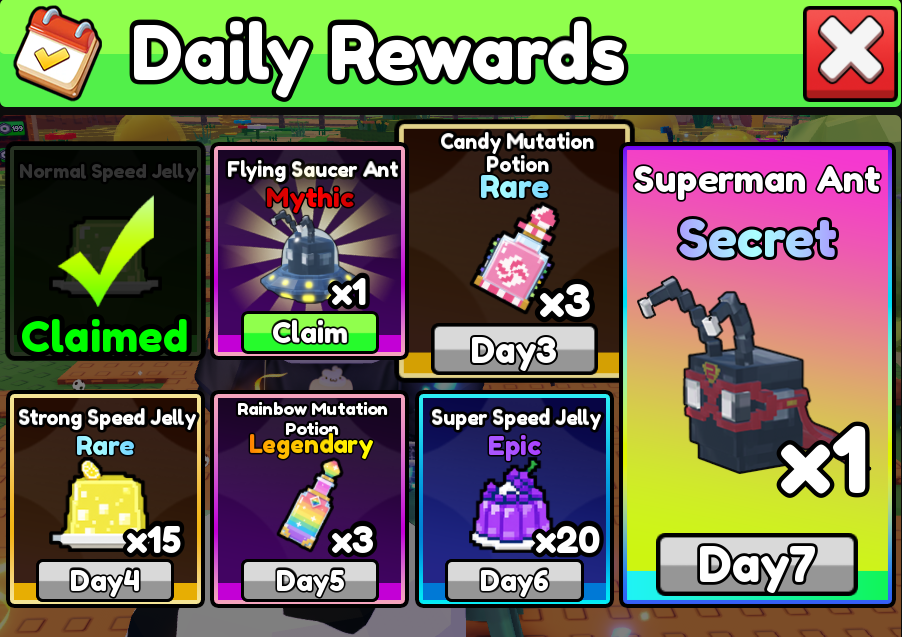 Daily Rewards
399
Normal Speed Jelly
Claimed
Flying Saucer Ant
Mythic
x1
Claim
Candy Mutation
Potion
Rare
x3
Day3
Superman Ant
Secret
x1
Day7
Strong Speed Jelly
Rare
x15
Day4
Rainbow Mutation
Potion
Legendary
x3
Day5
Super Speed Jelly
Epic
x20
Day6